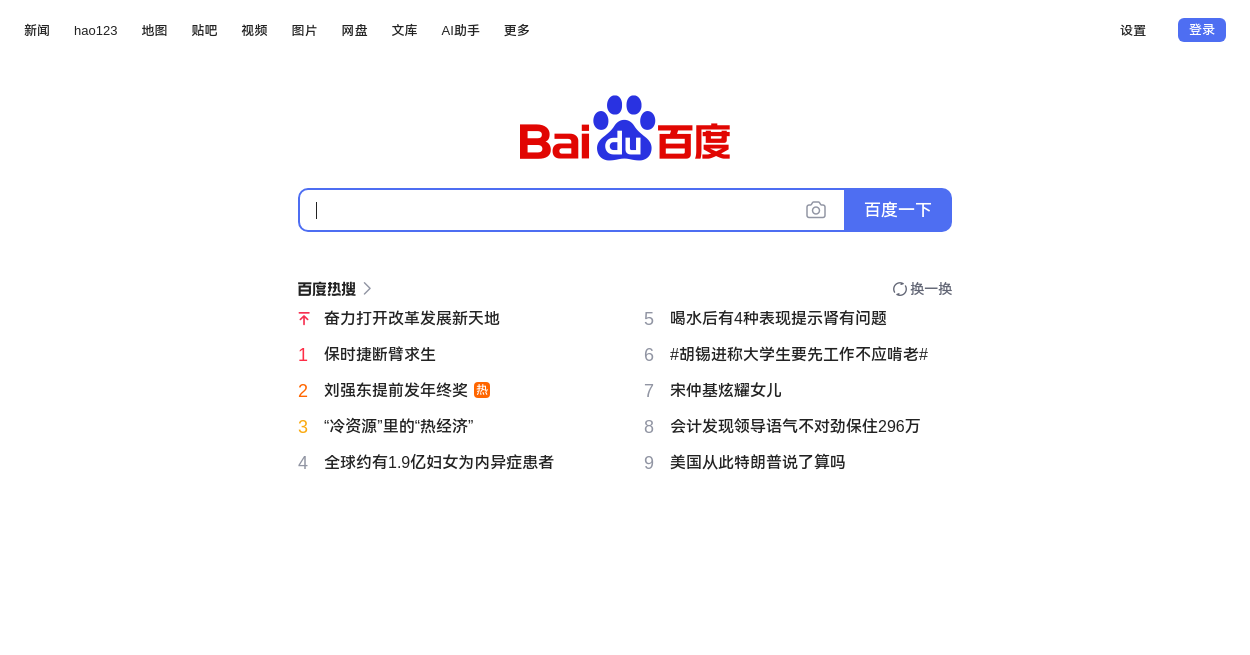 新闻 hao123 地图 贴吧 视频 图片 网盘 文库 AI助手 更多 设置 登录
Bai du 百度
百度一下
百度热搜 换一换
奋力打开改革发展新天地
1 保时捷断臂求生
2 刘强东提前发年终奖 热
3 “冷资源”里的“热经济”
4 全球约有1.9亿妇女为内异症患者
5 喝水后有4种表现提示肾有问题
6 #胡锡进称大学生要先工作不应啃老#
7 宋仲基炫耀女儿
8 会计发现领导语气不对劲保住296万
9 美国从此特朗普说了算吗